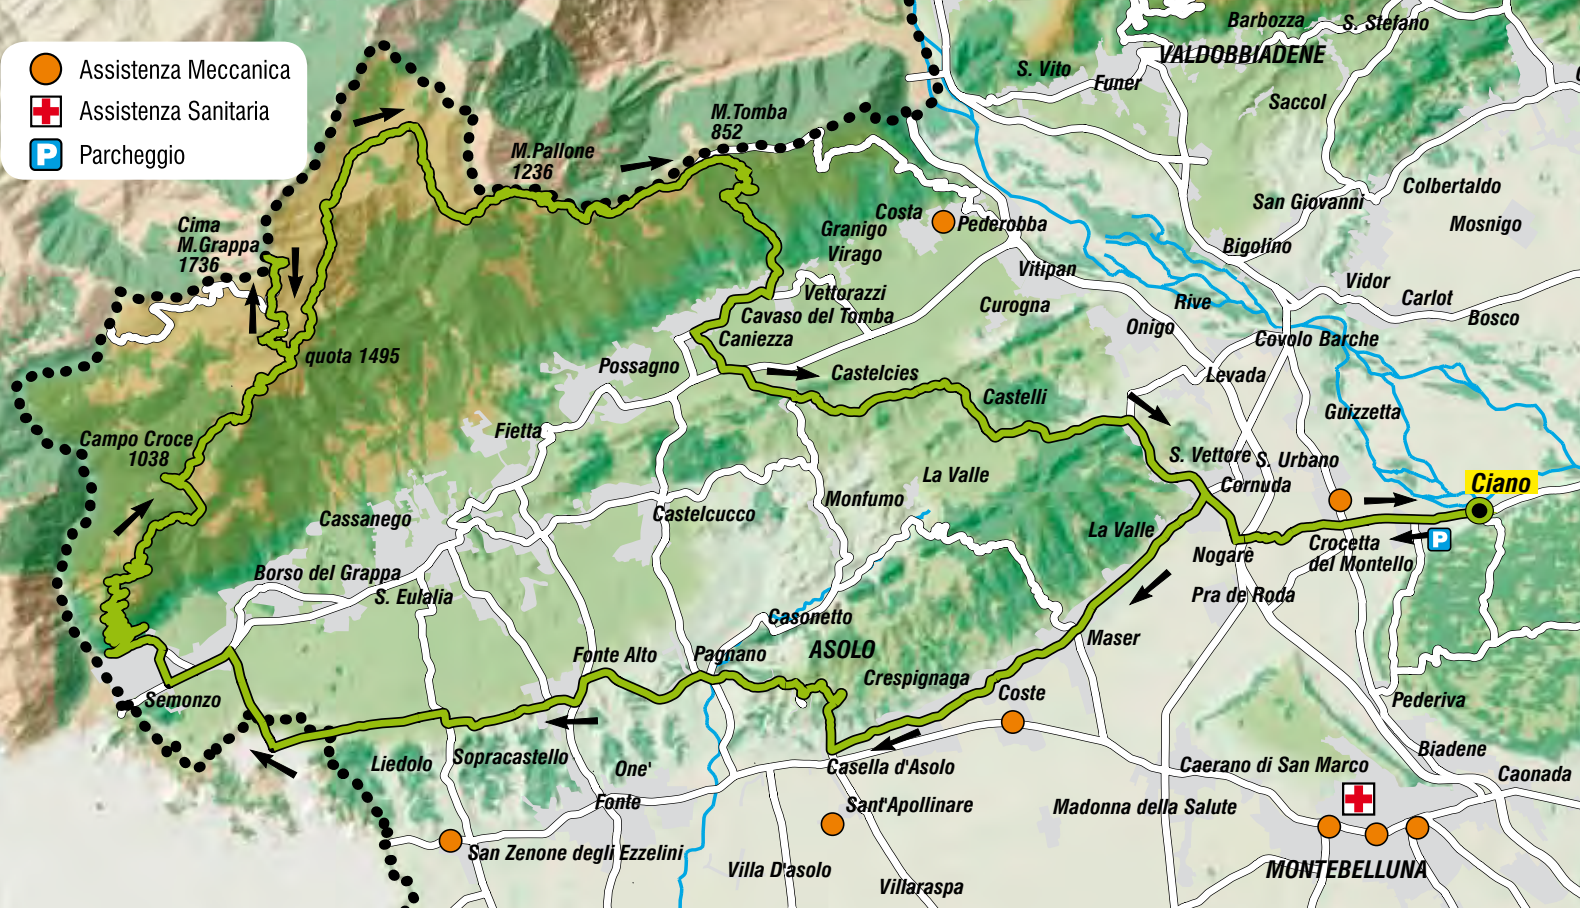 Assistenza Meccanica
Assistenza Sanitaria
P Parcheggio
Barbozza
S. Stefano
VALDOBBIADENE
S. Vito
Funer
Saccol
M.Tomba
852
M.Pallone
1236
Colbertaldo
San Giovanni
Mosnigo
Cima
M.Grappa
1736
Costa
Granigo
Pederobba
Virago
Bigolino
Vitipan
Vidor
Vettorazzi
Curogna
Rive
Carlot
Cavaso del Tomba
Onigo
Bosco
Caniezza
Covolo Barche
quota 1495
Possagno
Castelcies
Levada
Castelli
Guizzetta
Fietta
Campo Croce
1038
S. Vettore
S. Urbano
La Valle
Cornuda
Ciano
Monfumo
Castelcucco
Cassanego
La Valle
Crocetta
del Montello
P
Nogarè
Borso del Grappa
S. Eulalia
Pra de Roda
Casonetto
Maser
ASOLO
Fonte Alto
Pagnano
Crespignaga
Coste
Semonzo
Pederiva
Biadene
Liedolo
Sopracastello
One'
Casella d'Asolo
Caerano di San Marco
Caonada
Fonte
Sant'Apollinare
Madonna della Salute
San Zenone degli Ezzelini
Villa D'asolo
MONTEBELLUNA
Villaraspa